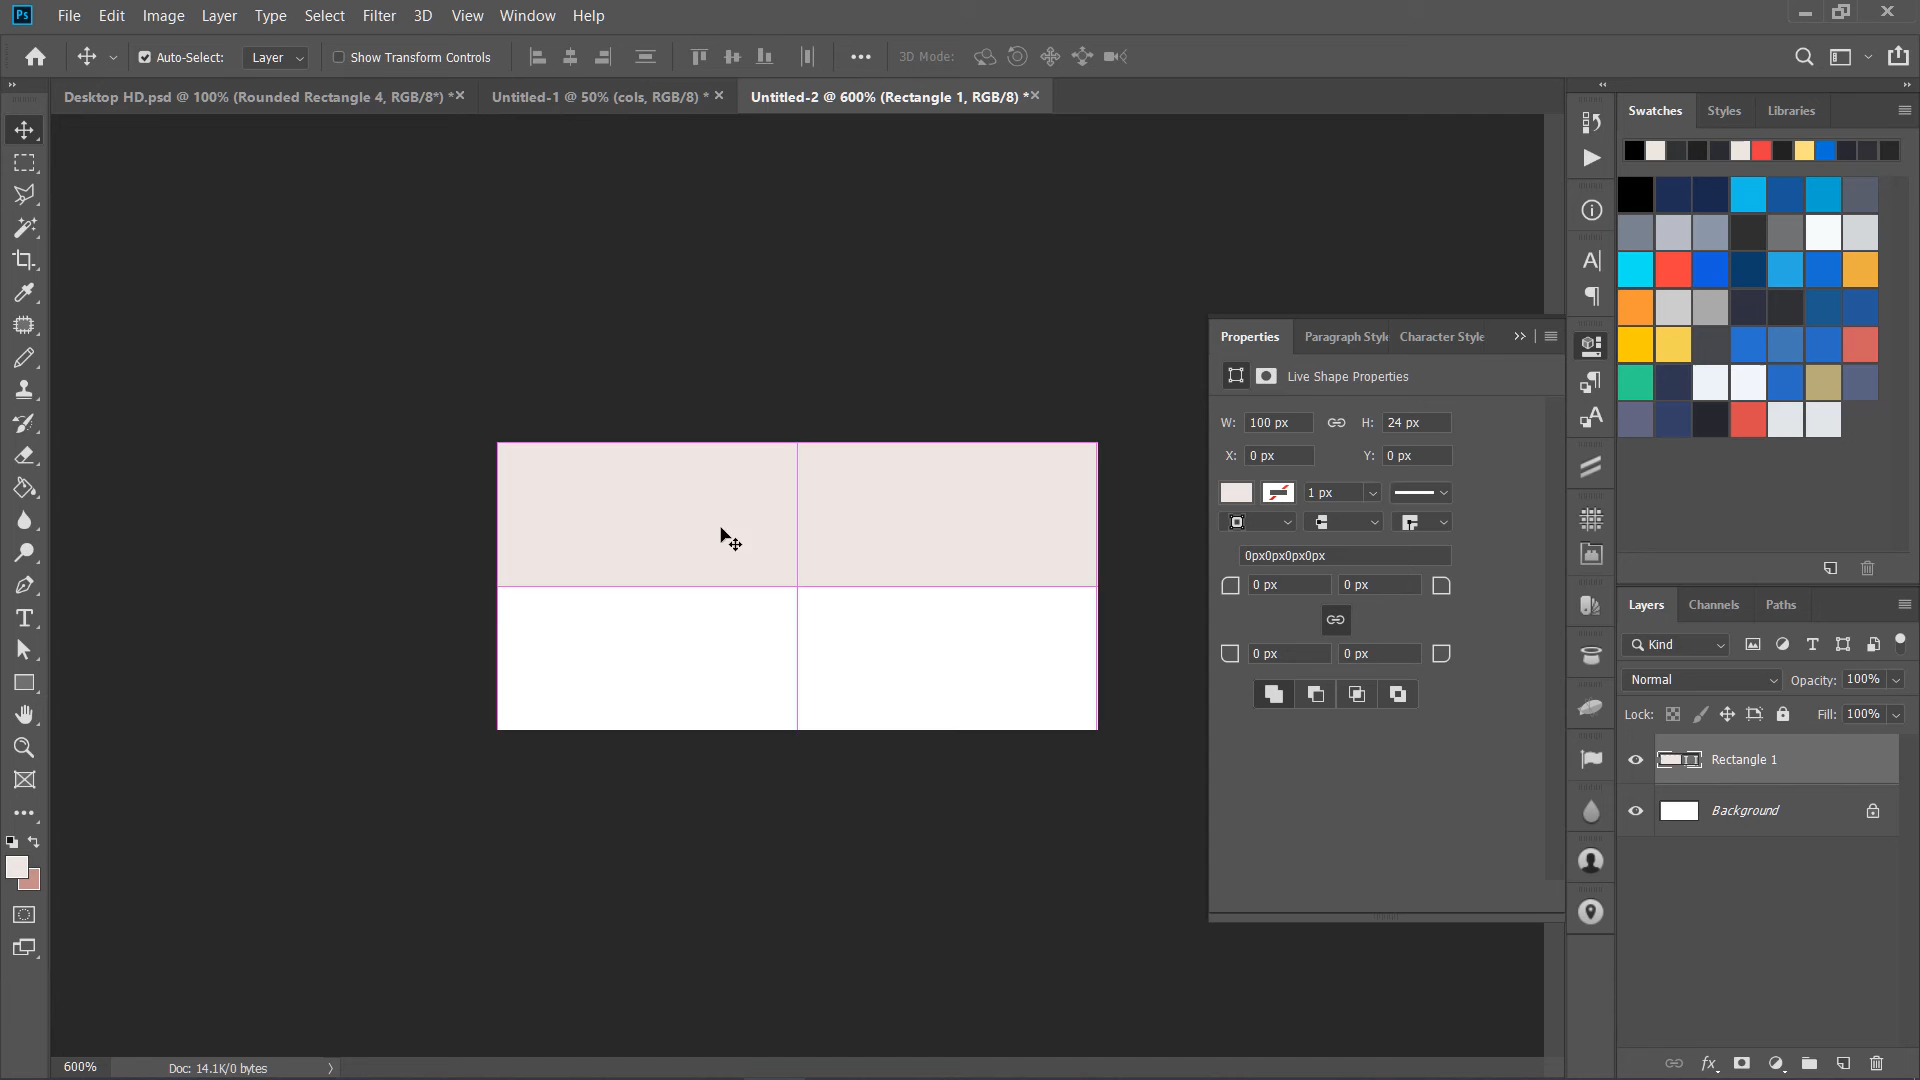 Ps File Edit Image Layer Type Select Filter 3D View Window Help
Auto-Select: Layer Show Transform Controls 3D Mode:
Desktop HD.psd @ 100% (Rounded Rectangle 4, RGB/8*) * Untitled-1 @ 50% (cols, RGB/8) * Untitled-2 @ 600% (Rectangle 1, RGB/8) *
Swatches Styles Libraries
Properties Paragraph Style Character Style
Live Shape Properties
W: 100 px H: 24 px
X: 0 px Y: 0 px
1 px
0px0px0px0px
0 px 0 px
0 px 0 px
Layers Channels Paths
Kind
Normal Opacity: 100%
Lock: Fill: 100%
Rectangle 1
Background
600% Doc: 14.1K/0 bytes